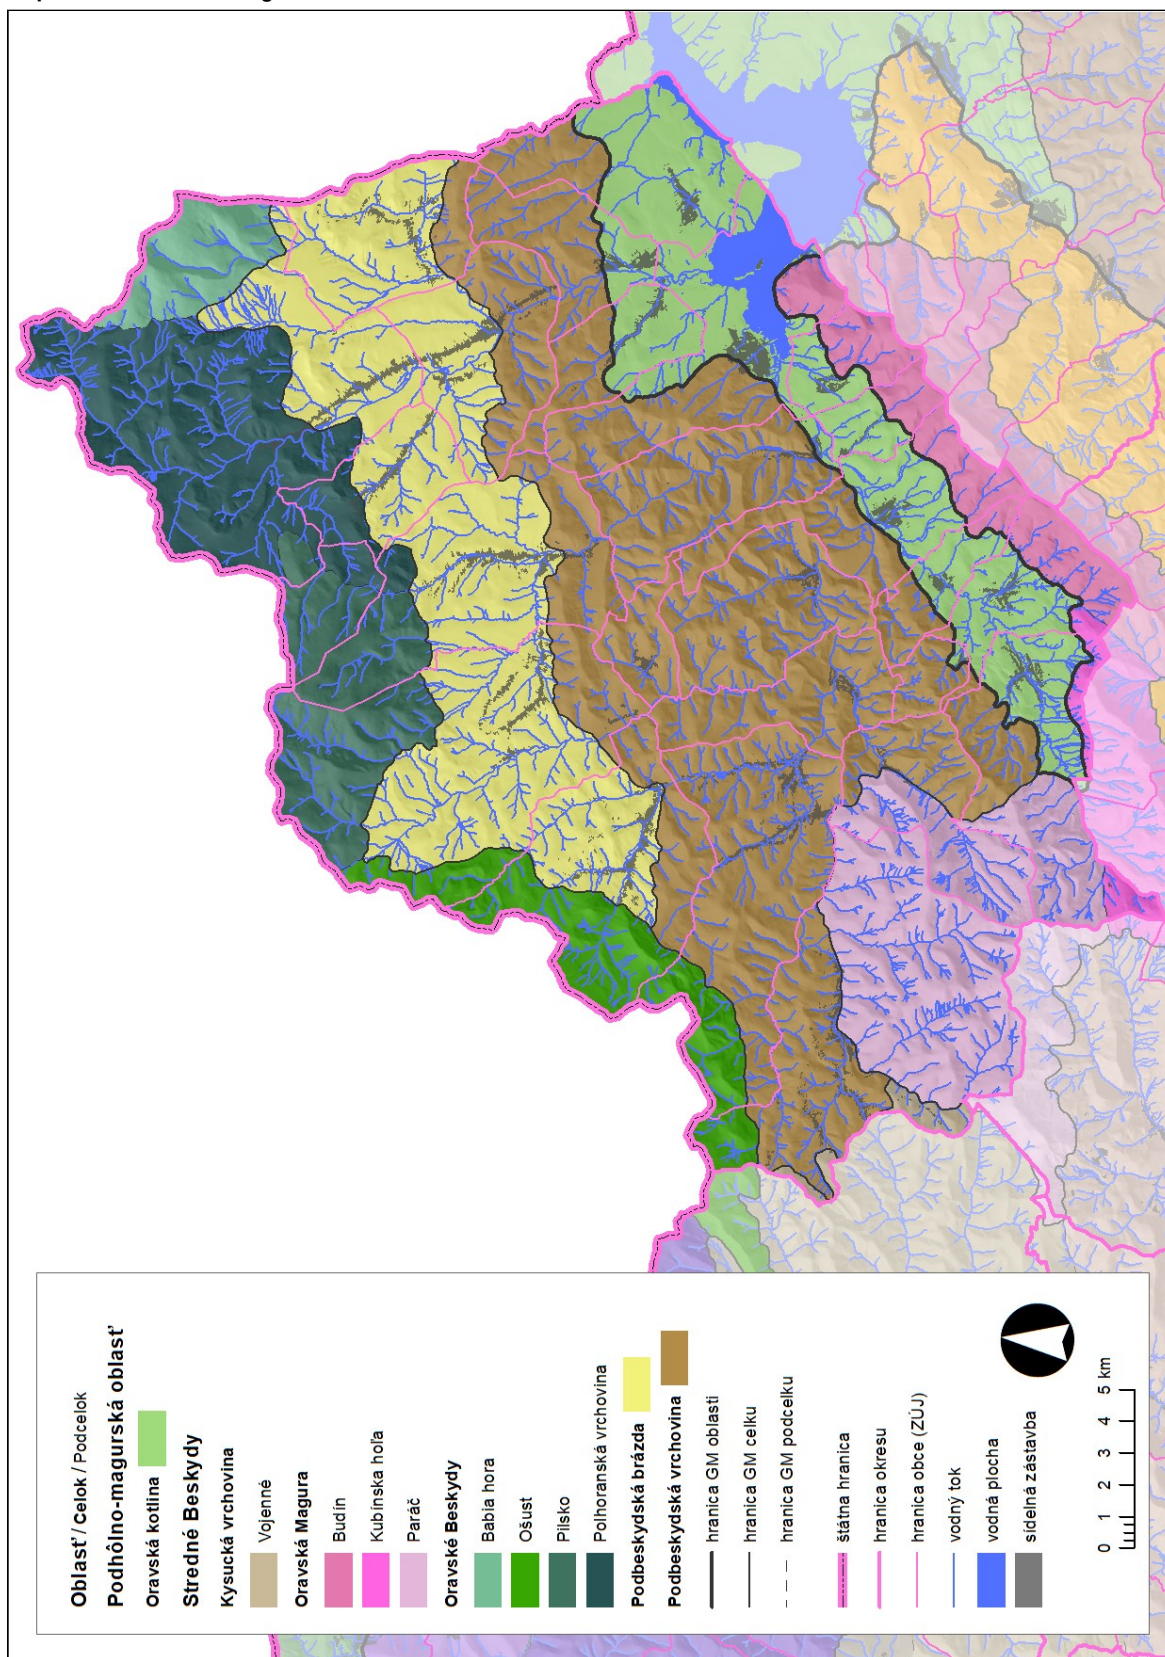 Oblasť / Celok / Podcelok
Podhôlno-magurská oblasť
Oravská kotlina
Stredné Beskydy
Kysucká vrchovina
Vojenné
Oravská Magura
Budín
Kubínska hoľa
Paráč
Oravské Beskydy
Babia hora
Ošust
Pilsko
Polhoranská vrchovina
Podbeskydská brázda
Podbeskydská vrchovina
hranica GM oblasti
hranica GM celku
hranica GM podcelku
štátna hranica
hranica okresu
hranica obce (ZÚJ)
vodný tok
vodná plocha
sídelná zástavba
0 1 2 3 4 5 km